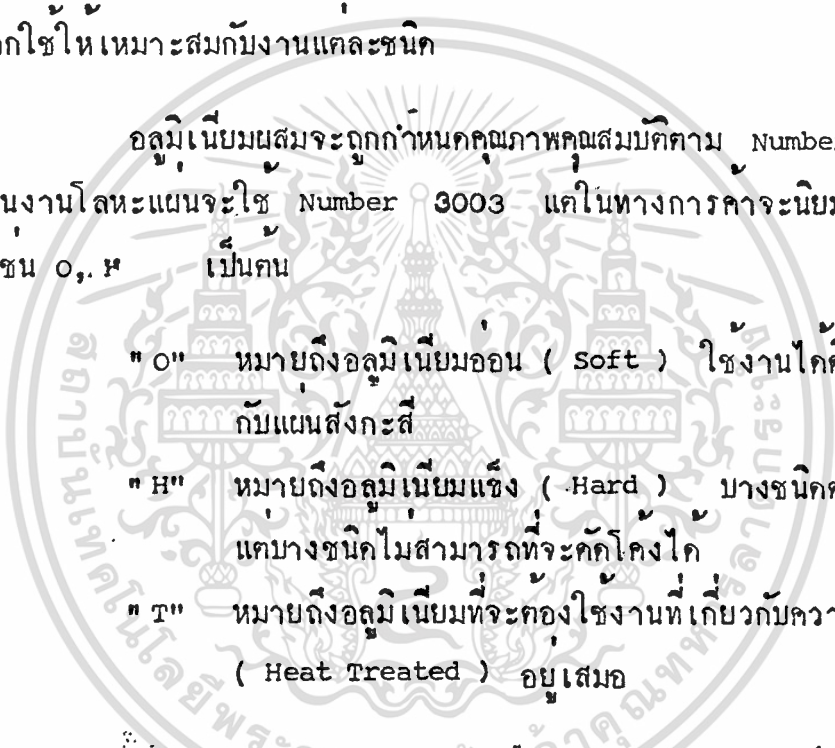 กใช้ให้เหมาะสมกับงานแต่ละชนิด
อลูมิเนียมผสมจะถูกกำหนดคุณภาพคุณสมบัติตาม Number
นงานโลหะแผ่นจะใช้ Number 3003 แต่ในทางการค้าจะนิยม
ช่น O, H เป็นต้น
"O" หมายถึงอลูมิเนียมอ่อน ( Soft ) ใช้งานได้ดี
กับแผ่นสังกะสี
"H" หมายถึงอลูมิเนียมแข็ง ( Hard ) บางชนิด
แต่บางชนิดไม่สามารถที่จะดัดโค้งได้
"T" หมายถึงอลูมิเนียมที่จะต้องใช้งานที่เกี่ยวกับ
( Heat Treated ) อยู่เสมอ